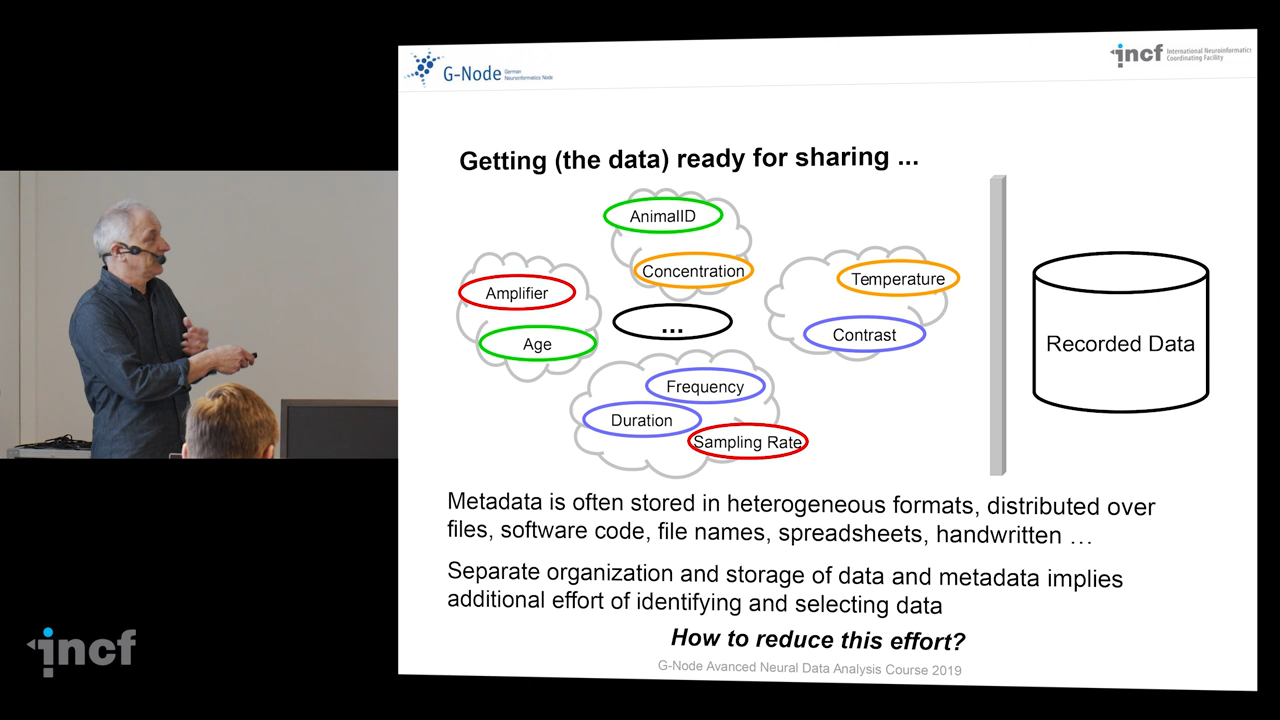 G-Node German Neuroinformatics Node
incf International Neuroinformatics Coordinating Facility
Getting (the data) ready for sharing ...
AnimalID
Concentration
Amplifier
Age
...
Temperature
Contrast
Frequency
Duration
Sampling Rate
Recorded Data
Metadata is often stored in heterogeneous formats, distributed over
files, software code, file names, spreadsheets, handwritten …
Separate organization and storage of data and metadata implies
additional effort of identifying and selecting data
How to reduce this effort?
G-Node Avanced Neural Data Analysis Course 2019
incf